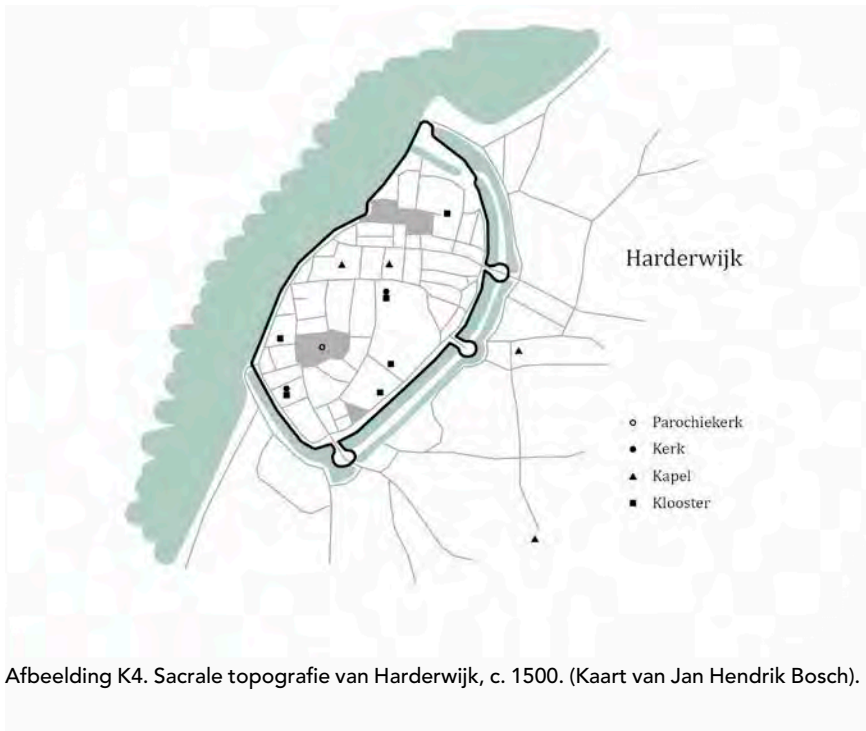 Harderwijk
Parochiekerk
Kerk
Kapel
Klooster
Afbeelding K4. Sacrale topografie van Harderwijk, c. 1500. (Kaart van Jan Hendrik Bosch).